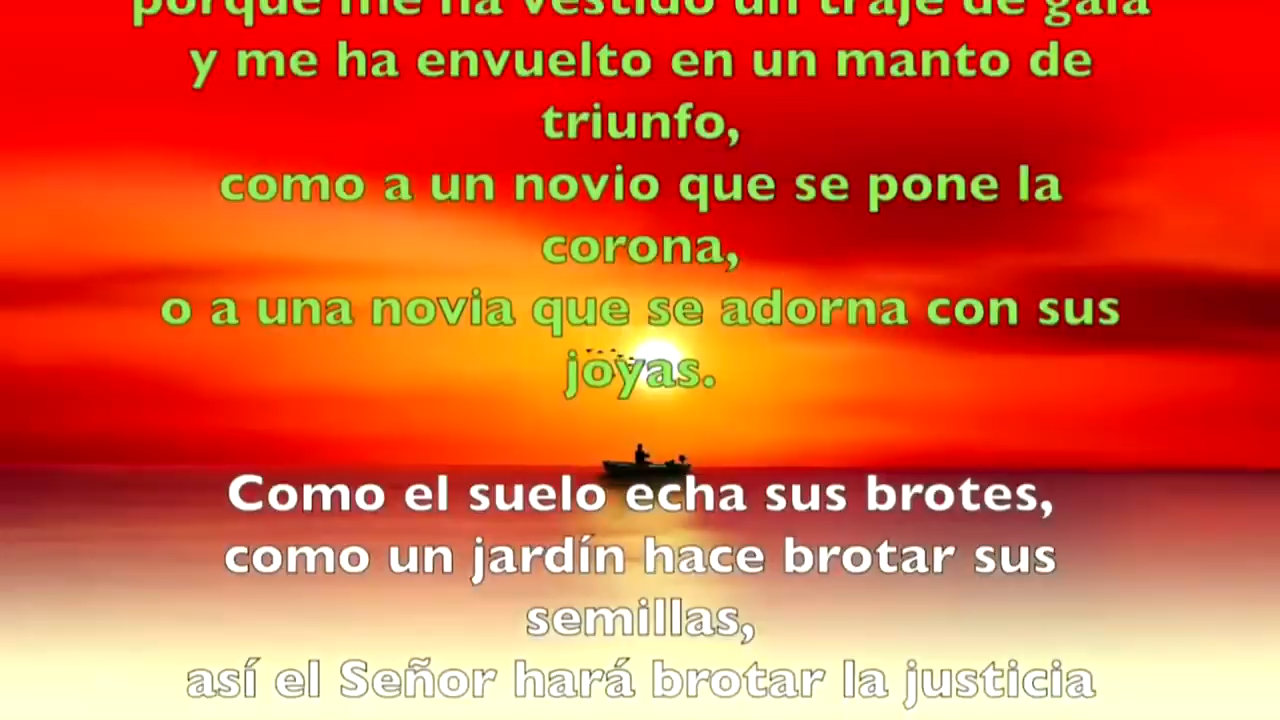 porque me ha vestido un traje de gala
y me ha envuelto en un manto de
triunfo,
como a un novio que se pone la
corona,
o a una novia que se adorna con sus
joyas.
Como el suelo echa sus brotes,
como un jardín hace brotar sus
semillas,
así el Señor hará brotar la justicia